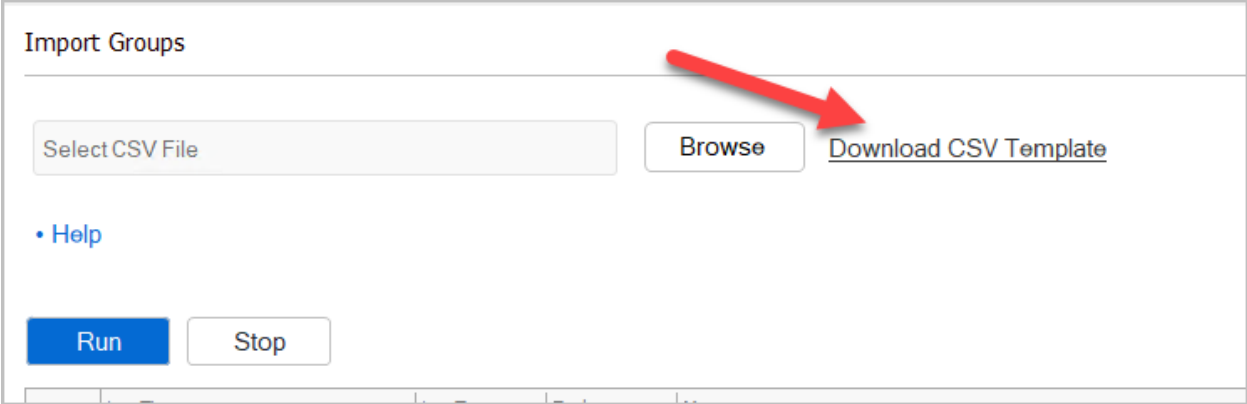 Import Groups
Select CSV File
Browse
Download CSV Template
• Help
Run
Stop